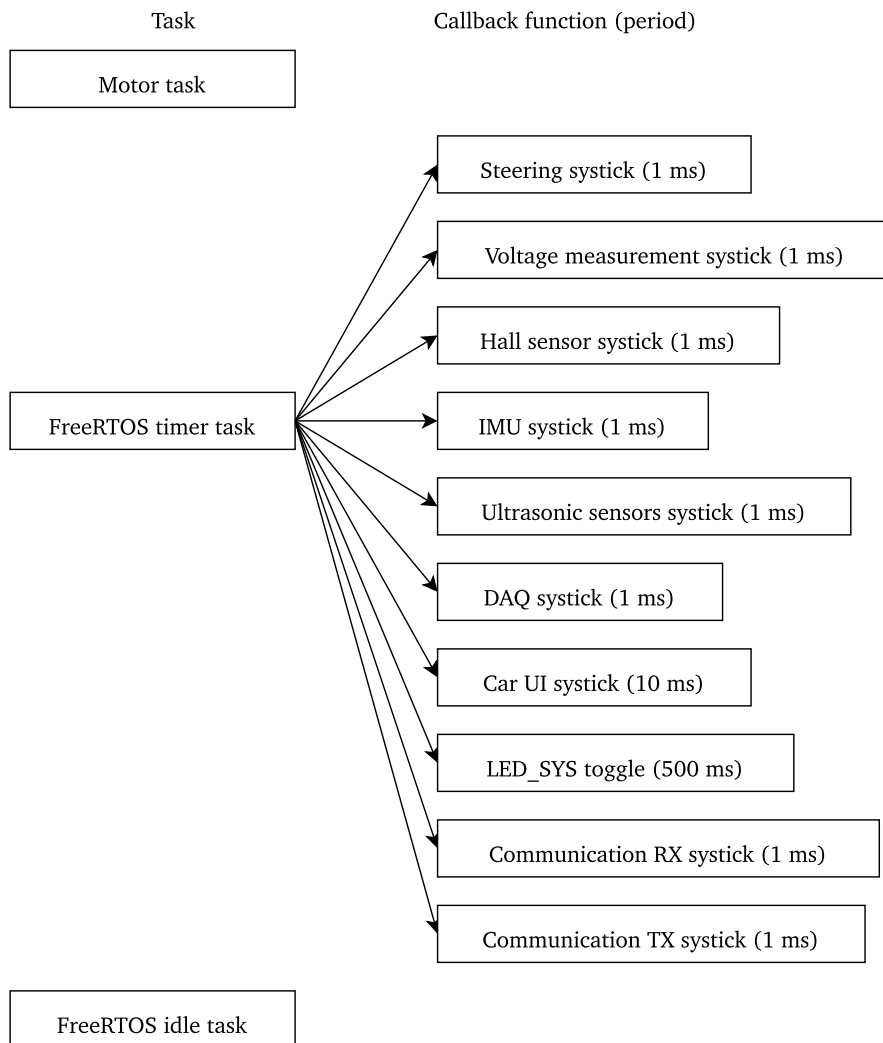 Task
Callback function (period)
Motor task
Steering systick (1 ms)
Voltage measurement systick (1 ms)
Hall sensor systick (1 ms)
FreeRTOS timer task
IMU systick (1 ms)
Ultrasonic sensors systick (1 ms)
DAQ systick (1 ms)
Car UI systick (10 ms)
LED_SYS toggle (500 ms)
Communication RX systick (1 ms)
Communication TX systick (1 ms)
FreeRTOS idle task